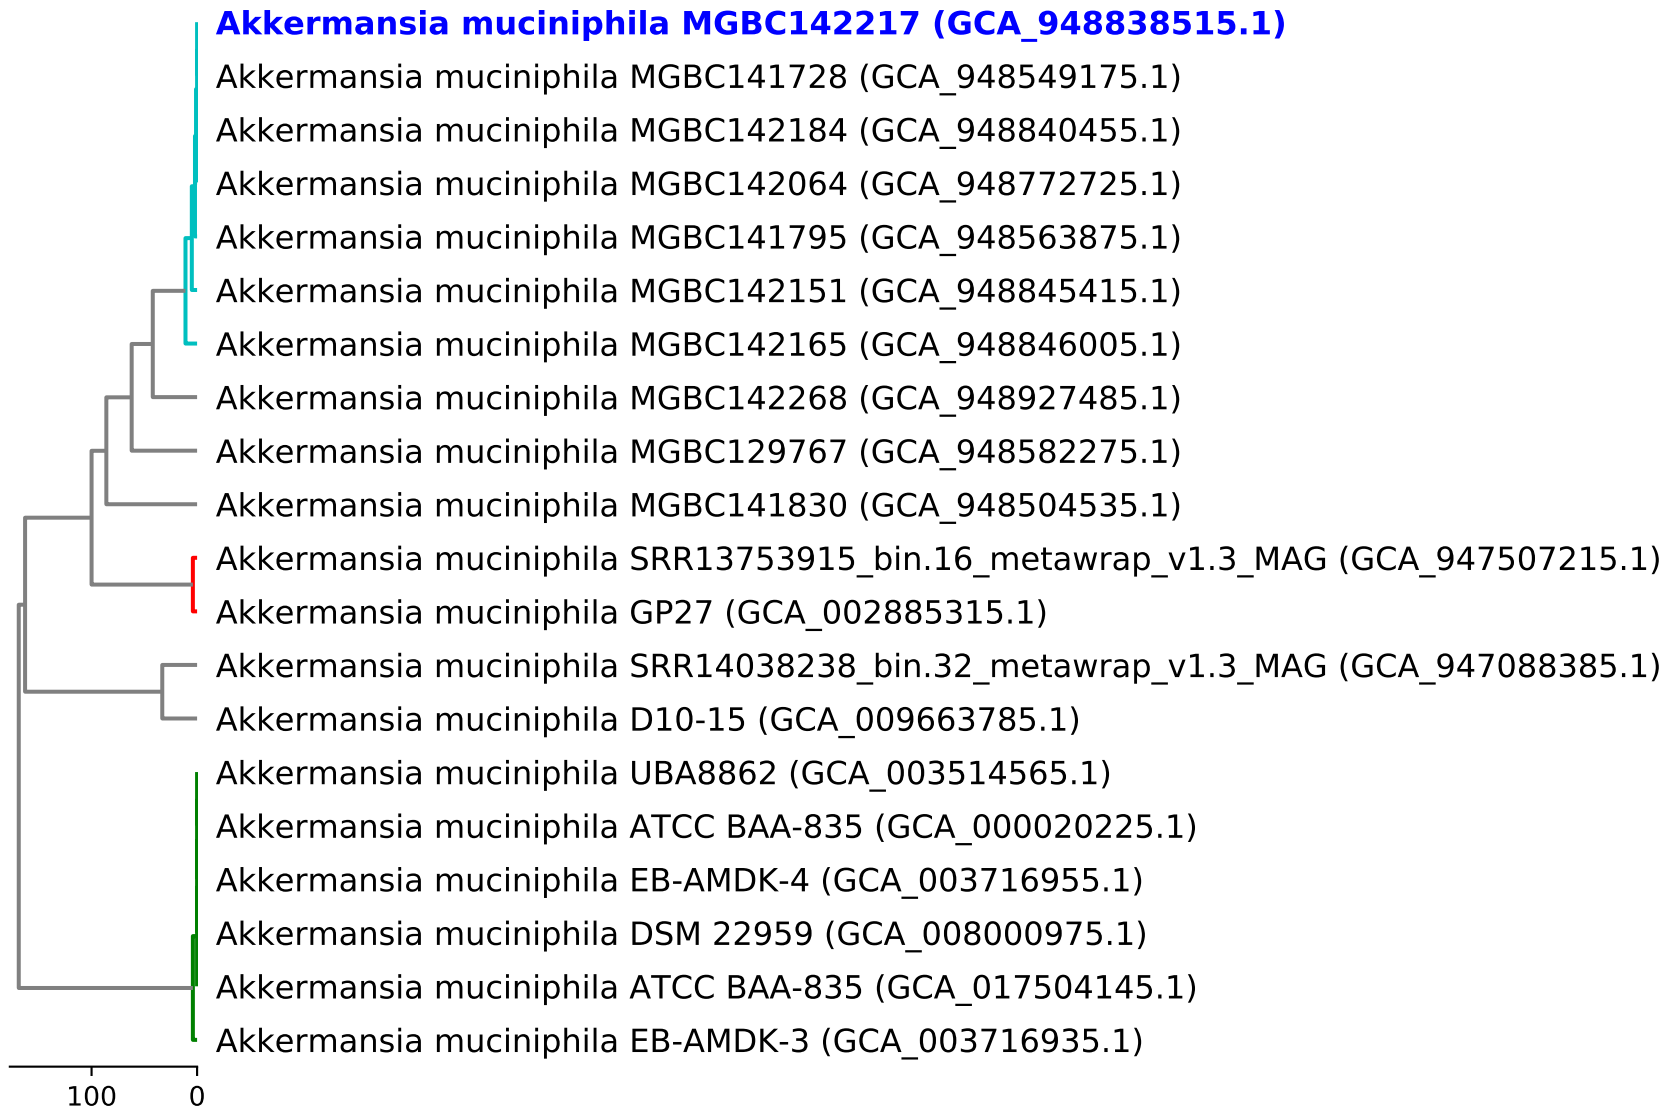 Akkermansia muciniphila MGBC142217 (GCA_948838515.1)
Akkermansia muciniphila MGBC141728 (GCA_948549175.1)
Akkermansia muciniphila MGBC142184 (GCA_948840455.1)
Akkermansia muciniphila MGBC142064 (GCA_948772725.1)
Akkermansia muciniphila MGBC141795 (GCA_948563875.1)
Akkermansia muciniphila MGBC142151 (GCA_948845415.1)
Akkermansia muciniphila MGBC142165 (GCA_948846005.1)
Akkermansia muciniphila MGBC142268 (GCA_948927485.1)
Akkermansia muciniphila MGBC129767 (GCA_948582275.1)
Akkermansia muciniphila MGBC141830 (GCA_948504535.1)
Akkermansia muciniphila SRR13753915_bin.16_metawrap_v1.3_MAG (GCA_947507215.1)
Akkermansia muciniphila GP27 (GCA_002885315.1)
Akkermansia muciniphila SRR14038238_bin.32_metawrap_v1.3_MAG (GCA_947088385.1)
Akkermansia muciniphila D10-15 (GCA_009663785.1)
Akkermansia muciniphila UBA8862 (GCA_003514565.1)
Akkermansia muciniphila ATCC BAA-835 (GCA_000020225.1)
Akkermansia muciniphila EB-AMDK-4 (GCA_003716955.1)
Akkermansia muciniphila DSM 22959 (GCA_008000975.1)
Akkermansia muciniphila ATCC BAA-835 (GCA_017504145.1)
Akkermansia muciniphila EB-AMDK-3 (GCA_003716935.1)
100 0